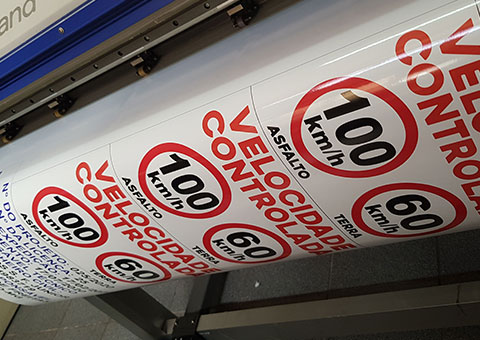 and
VELOCIDADE
CONTROLADA
100
km/h
ASFALTO
60
km/h
TERRA
VELOCIDADE
CONTROLADA
100
km/h
ASFALTO
60
km/h
TERRA
VELOCIDADE
CONTROLADA
100
km/h
ASFALTO
60
km/h
TERRA
N° DO